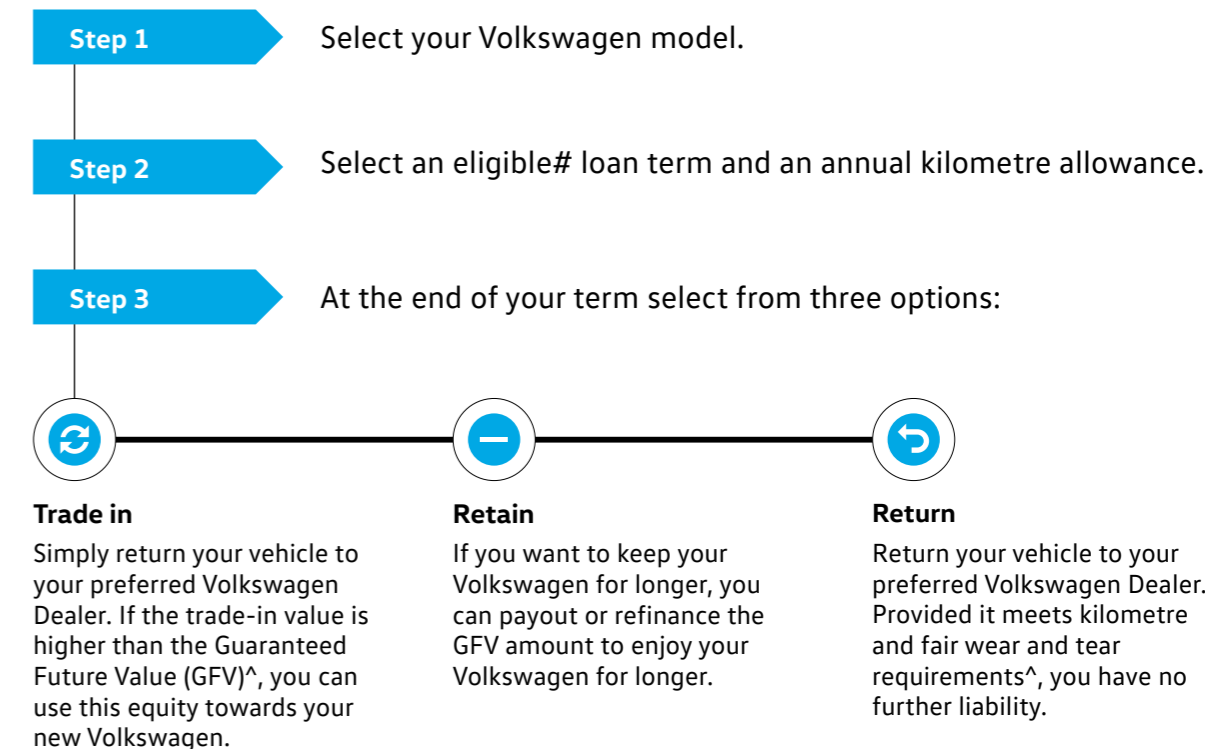 Step 1
Select your Volkswagen model.
Step 2
Select an eligible# loan term and an annual kilometre allowance.
Step 3
At the end of your term select from three options:
Trade in
Simply return your vehicle to
your preferred Volkswagen
Dealer. If the trade-in value is
higher than the Guaranteed
Future Value (GFV)^, you can
use this equity towards your
new Volkswagen.
Retain
If you want to keep your
Volkswagen for longer, you
can payout or refinance the
GFV amount to enjoy your
Volkswagen for longer.
Return
Return your vehicle to your
preferred Volkswagen Dealer.
Provided it meets kilometre
and fair wear and tear
requirements^, you have no
further liability.